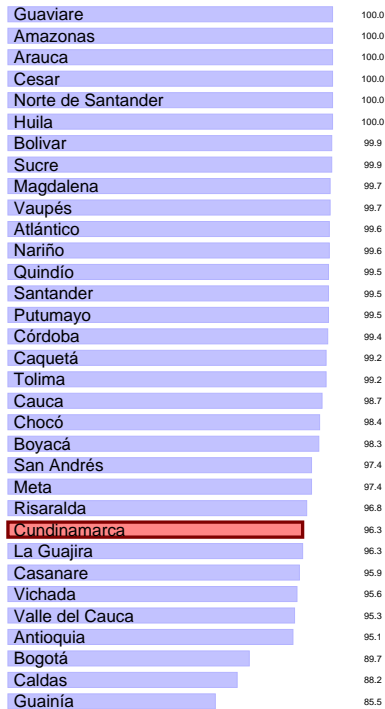 Guaviare 100.0
Amazonas 100.0
Arauca 100.0
Cesar 100.0
Norte de Santander 100.0
Huila 100.0
Bolivar 99.9
Sucre 99.9
Magdalena 99.7
Vaupés 99.7
Atlántico 99.6
Nariño 99.6
Quindío 99.5
Santander 99.5
Putumayo 99.5
Córdoba 99.4
Caquetá 99.2
Tolima 99.2
Cauca 98.7
Chocó 98.4
Boyacá 98.3
San Andrés 97.4
Meta 97.4
Risaralda 96.8
Cundinamarca 96.3
La Guajira 96.3
Casanare 95.9
Vichada 95.6
Valle del Cauca 95.3
Antioquia 95.1
Bogotá 89.7
Caldas 88.2
Guainía 85.5